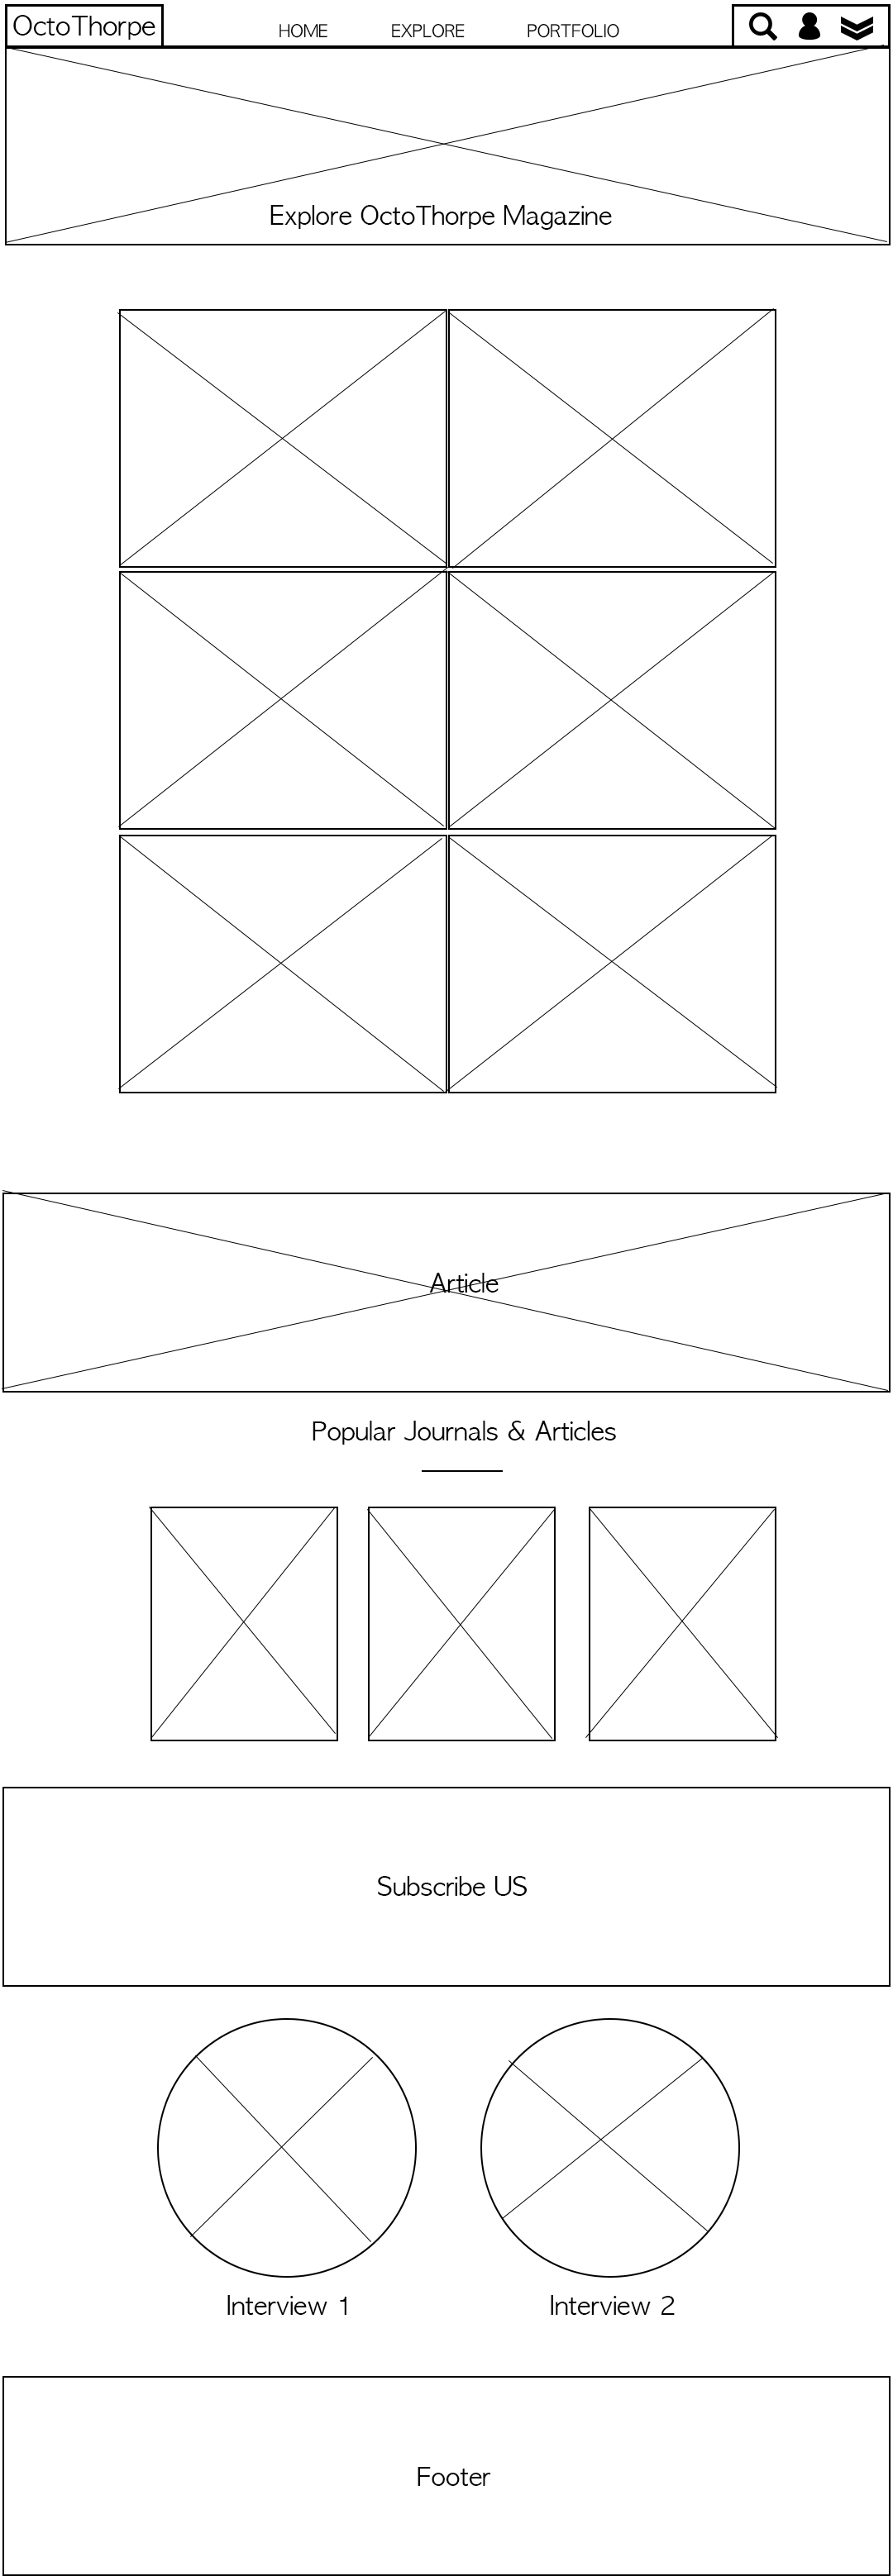 OctoThorpe
HOME EXPLORE PORTFOLIO
Explore OctoThorpe Magazine
Article
Popular Journals & Articles
Subscribe US
Interview 1 Interview 2
Footer